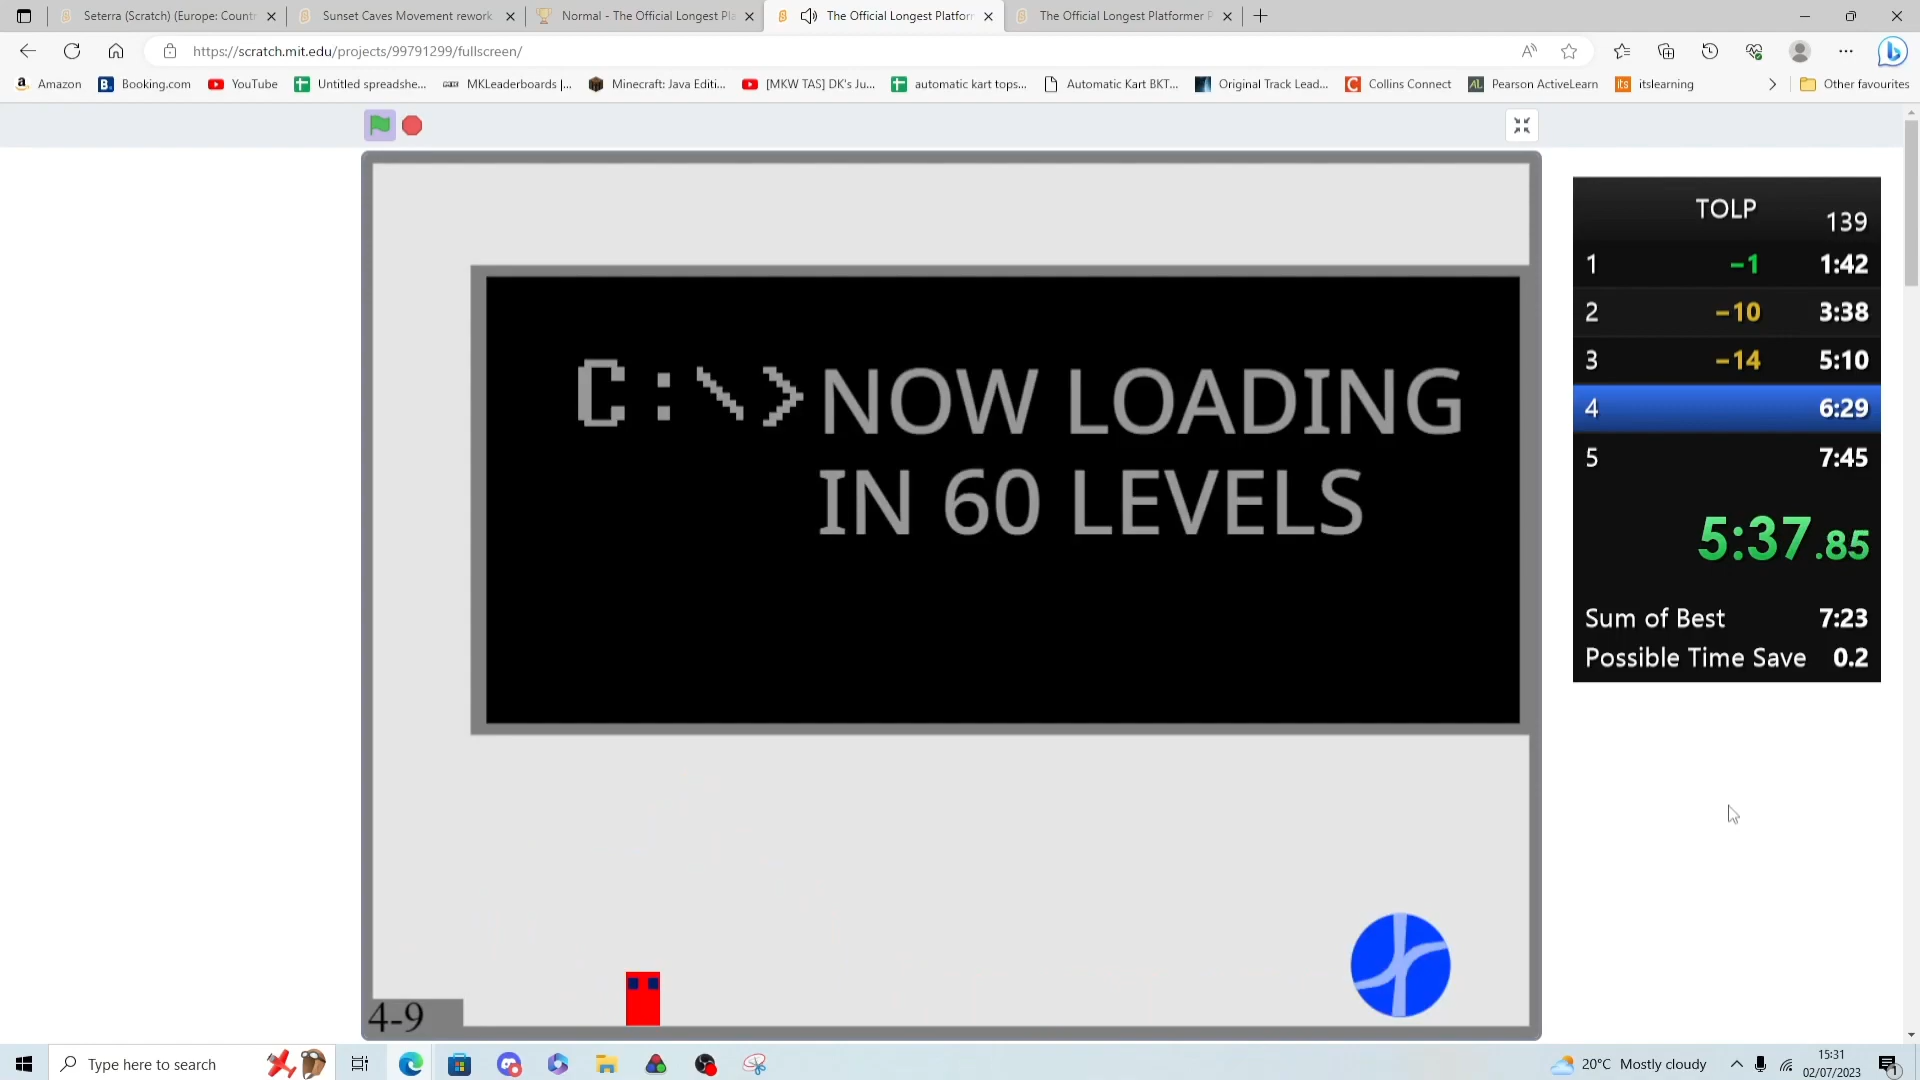 Seterra (Scratch) (Europe: Count
Sunset Caves Movement rework
Normal - The Official Longest Pla
The Official Longest Platfor
The Official Longest Platformer P
https://scratch.mit.edu/projects/99791299/fullscreen/
Amazon
Booking.com
YouTube
Untitled spreadshe...
MKLeaderboards |...
Minecraft: Java Editi...
[MKW TAS] DK's Ju...
automatic kart tops...
Automatic Kart BKT...
Original Track Lead...
Collins Connect
Pearson ActiveLearn
itslearning
Other favourites
C:\>NOW LOADING
IN 60 LEVELS
4-9
TOLP
139
1 -1 1:42
2 -10 3:38
3 -14 5:10
4 6:29
5 7:45
5:37.85
Sum of Best 7:23
Possible Time Save 0.2
Type here to search
20°C Mostly cloudy
15:31
02/07/2023
1